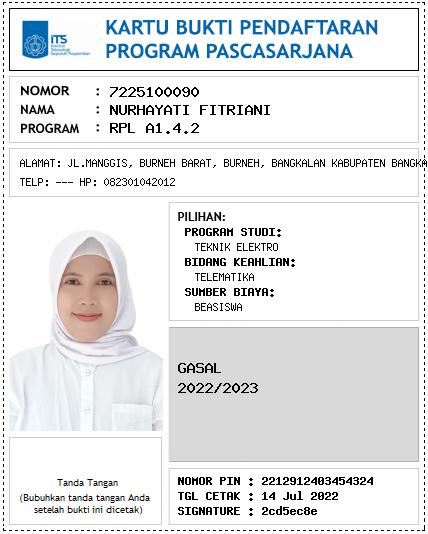 ITS
Institut
Teknologi
Sepuluh Nopember
KARTU BUKTI PENDAFTARAN
PROGRAM PASCASARJANA
NOMOR : 7225100090
NAMA : NURHAYATI FITRIANI
PROGRAM : RPL A1.4.2
ALAMAT: JL.MANGGIS, BURNEH BARAT, BURNEH, BANGKALAN KABUPATEN BANGKA
TELP: --- HP: 082301042012
PILIHAN:
PROGRAM STUDI:
TEKNIK ELEKTRO
BIDANG KEAHLIAN:
TELEMATIKA
SUMBER BIAYA:
BEASISWA
GASAL
2022/2023
Tanda Tangan
(Bubuhkan tanda tangan Anda
setelah bukti ini dicetak)
NOMOR PIN : 2212912403454324
TGL CETAK : 14 Jul 2022
SIGNATURE : 2cd5ec8e